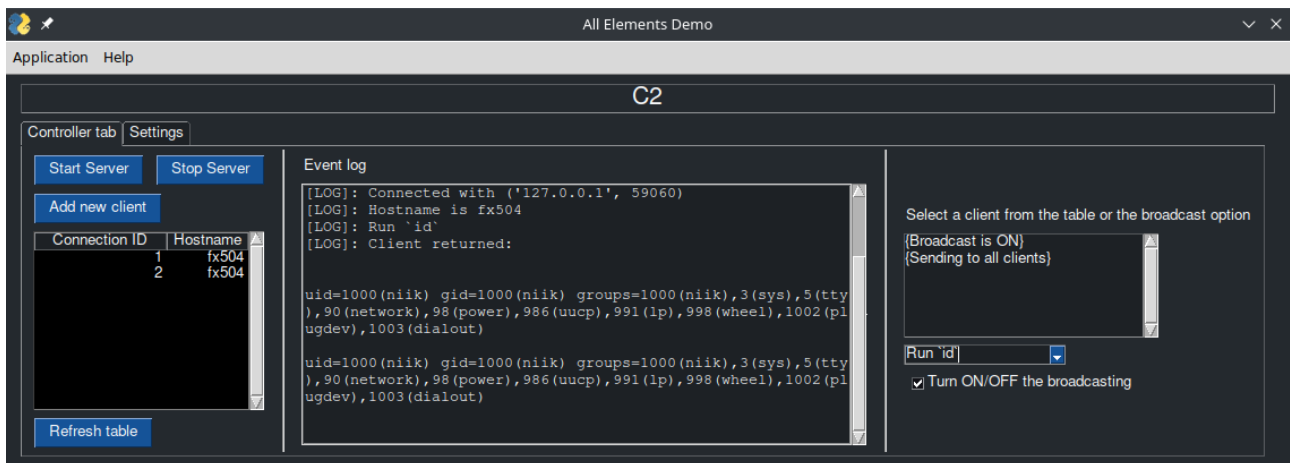 All Elements Demo
Application Help
C2
Controller tab Settings
Start Server Stop Server
Add new client
Connection ID Hostname
1 fx504
2 fx504
Refresh table
Event log
[LOG]: Connected with ('127.0.0.1', 59060)
[LOG]: Hostname is fx504
[LOG]: Run `id`
[LOG]: Client returned:
uid=1000(niik) gid=1000(niik) groups=1000(niik),3(sys),5(tty
),90(network),98(power),986(uucp),991(lp),998(wheel),1002(pl
ugdev),1003(dialout)
uid=1000(niik) gid=1000(niik) groups=1000(niik),3(sys),5(tty
),90(network),98(power),986(uucp),991(lp),998(wheel),1002(pl
ugdev),1003(dialout)
Select a client from the table or the broadcast option
{Broadcast is ON}
{Sending to all clients}
Run `id`
Turn ON/OFF the broadcasting